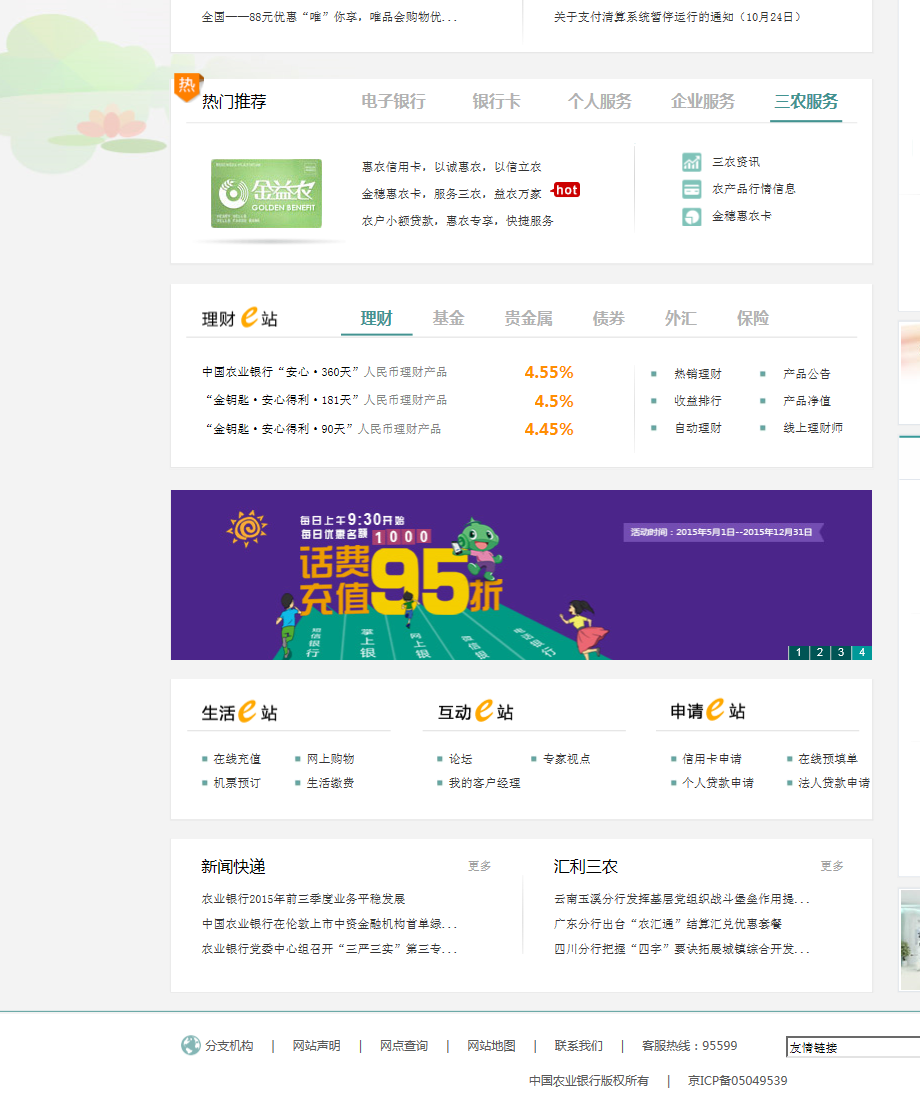 全国——88元优惠“唯”你享，唯品会购物优...
关于支付清算系统暂停运行的通知（10月24日）
热
热门推荐 电子银行 银行卡 个人服务 企业服务 三农服务
金益农
GOLDEN BENEFIT
惠农信用卡，以诚惠农，以信立农
金穗惠农卡，服务三农，益农万家 hot
农户小额贷款，惠农专享，快捷服务
三农资讯
农产品行情信息
金穗惠农卡
理财e站 理财 基金 贵金属 债券 外汇 保险
中国农业银行“安心·360天”人民币理财产品 4.55%
“金钥匙·安心得利·181天”人民币理财产品 4.5%
“金钥匙·安心得利·90天”人民币理财产品 4.45%
热销理财 产品公告
收益排行 产品净值
自动理财 线上理财师
每日上午9:30开始
每日优惠名额1000
话费
充值95折
活动时间：2015年5月1日--2015年12月31日
短信银行 掌上银 网上银
1 2 3 4
生活e站
在线充值 网上购物
机票预订 生活缴费
互动e站
论坛 专家视点
我的客户经理
申请e站
信用卡申请 在线预填单
个人贷款申请 法人贷款申请
新闻快递 更多
农业银行2015年前三季度业务平稳发展
中国农业银行在伦敦上市中资金融机构首单绿...
农业银行党委中心组召开“三严三实”第三专...
汇利三农 更多
云南玉溪分行发挥基层党组织战斗堡垒作用提...
广东分行出台“农汇通”结算汇兑优惠套餐
四川分行把握“四字”要诀拓展城镇综合开发...
分支机构 | 网站声明 | 网点查询 | 网站地图 | 联系我们 | 客服热线：95599 友情链接
中国农业银行版权所有 | 京ICP备05049539